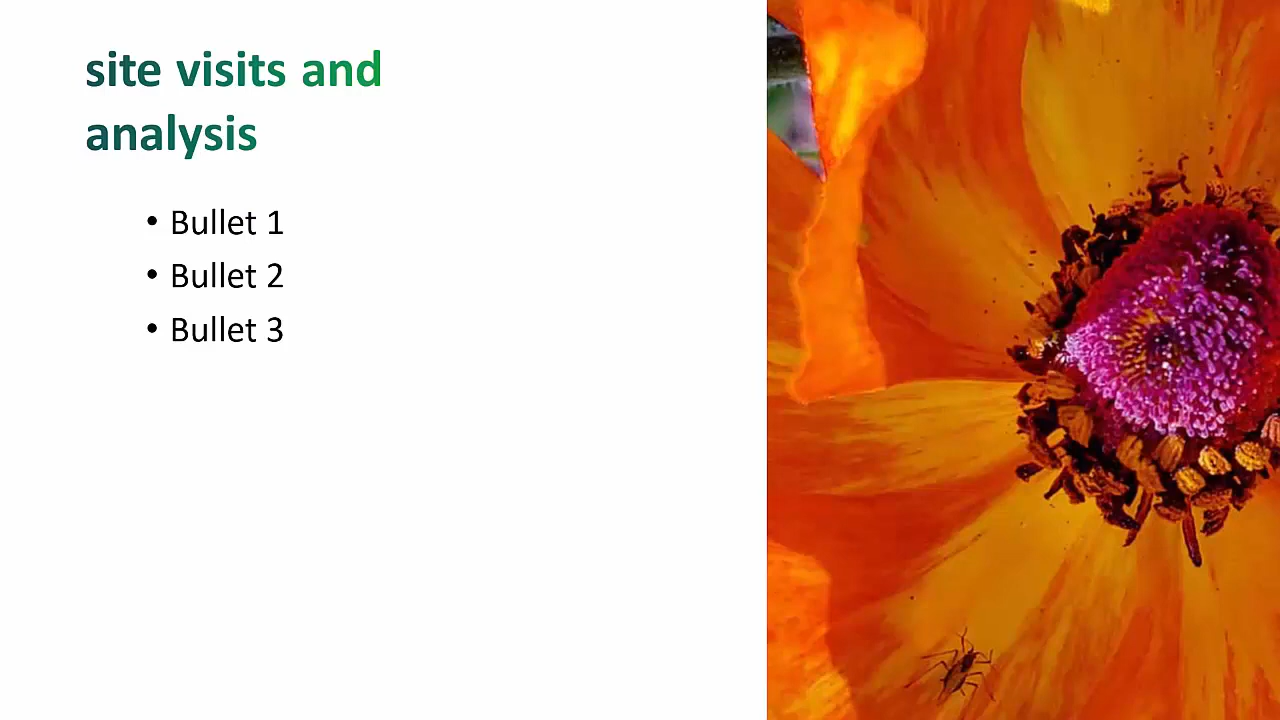 site visits and
analysis
• Bullet 1
• Bullet 2
• Bullet 3